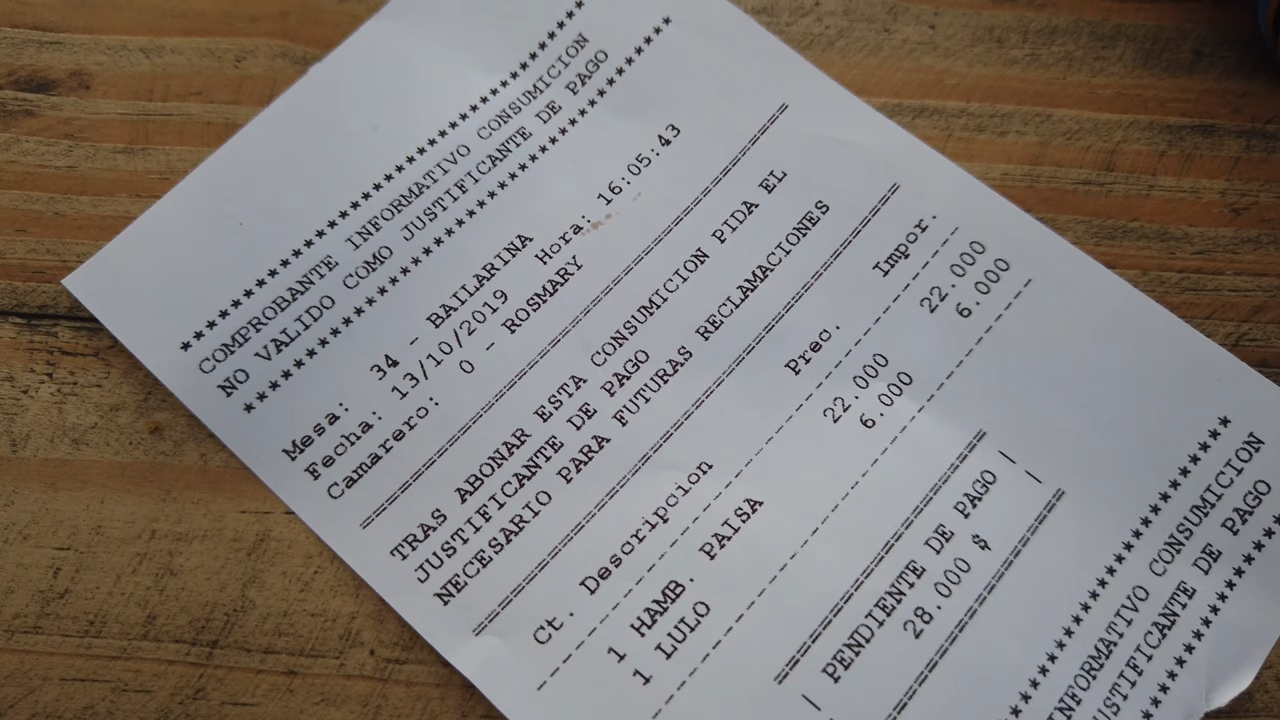 ****************************************
COMPROBANTE INFORMATIVO CONSUMICION
NO VALIDO COMO JUSTIFICANTE DE PAGO
****************************************
Mesa: 34 - BAILARINA
Fecha: 13/10/2019 Hora: 16:05:43
Camarero: 0 - ROSMARY
TRAS ABONAR ESTA CONSUMICION PIDA EL
JUSTIFICANTE DE PAGO
NECESARIO PARA FUTURAS RECLAMACIONES
Ct. Descripcion Prec. Impor.
1 HAMB. PAISA 22.000 22.000
1 LULO 6.000 6.000
| PENDIENTE DE PAGO |
| 28.000 $ |
INFORMATIVO CONSUMICION
JUSTIFICANTE DE PAGO